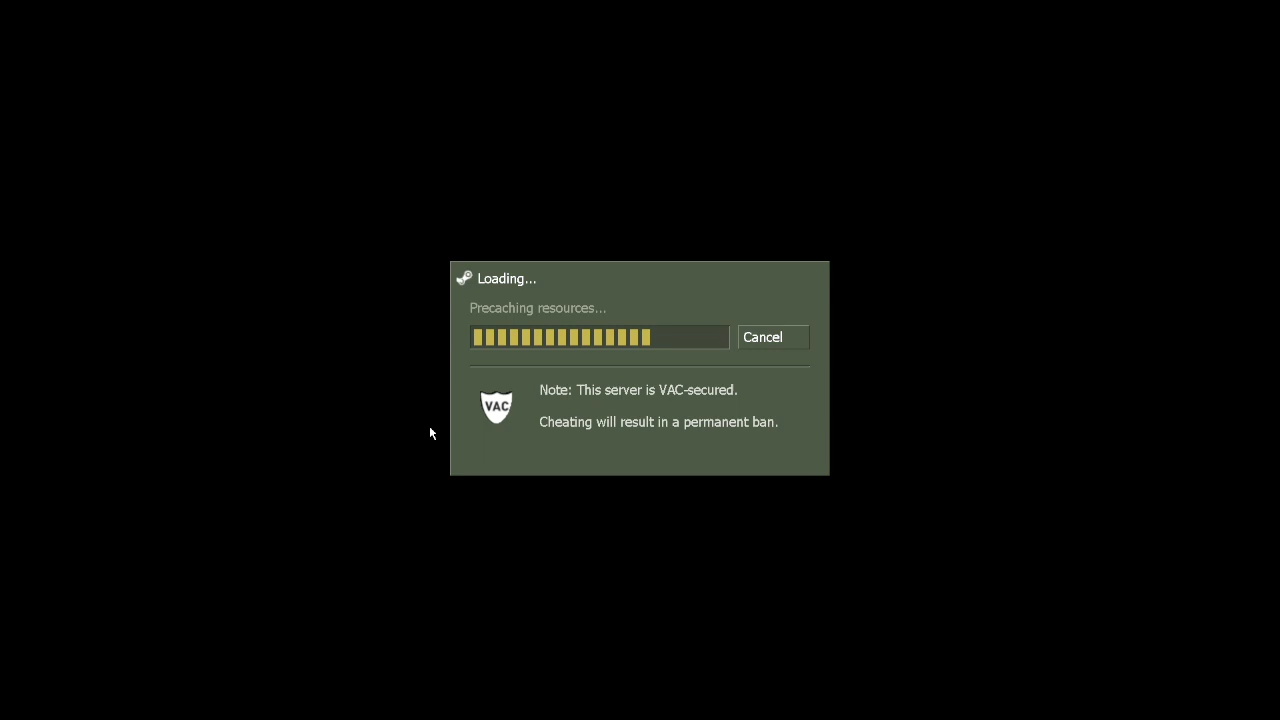 Loading...
Precaching resources...
Cancel
VAC
Note: This server is VAC-secured.
Cheating will result in a permanent ban.